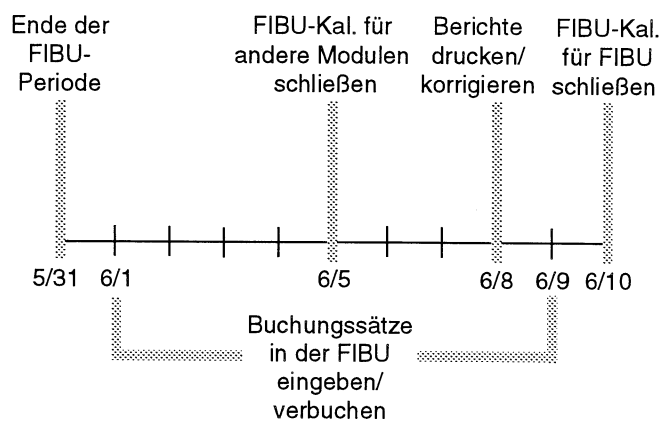 Ende der
FIBU-
Periode
FIBU-Kal. für
andere Modulen
schließen
Berichte
drucken/
korrigieren
FIBU-Kal.
für FIBU
schließen
5/31 6/1 6/5 6/8 6/9 6/10
Buchungssätze
in der FIBU
eingeben/
verbuchen